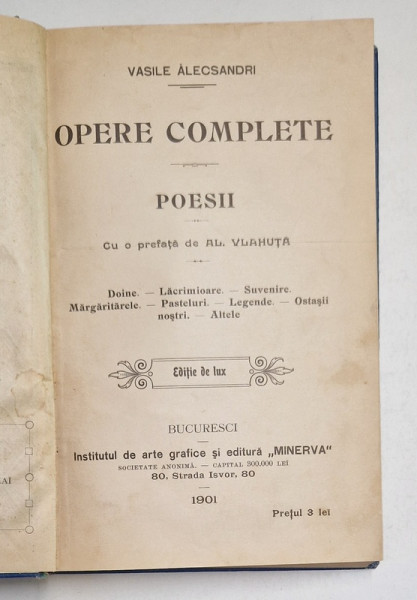 VASILE ALECSANDRI
OPERE COMPLETE
POESII
Cu o prefață de AL. VLAHUȚĂ
Doine. — Lăcrimioare. — Suvenire.
Mărgăritărele. — Pasteluri. — Legende. — Ostașii
noștri. — Altele
Ediție de lux
BUCURESCI
Institutul de arte grafice și editură „MINERVA"
SOCIETATE ANONIMĂ. — CAPITAL 500,000 LEI
80, Strada Isvor, 80
1901
Prețul 3 lei
LAI